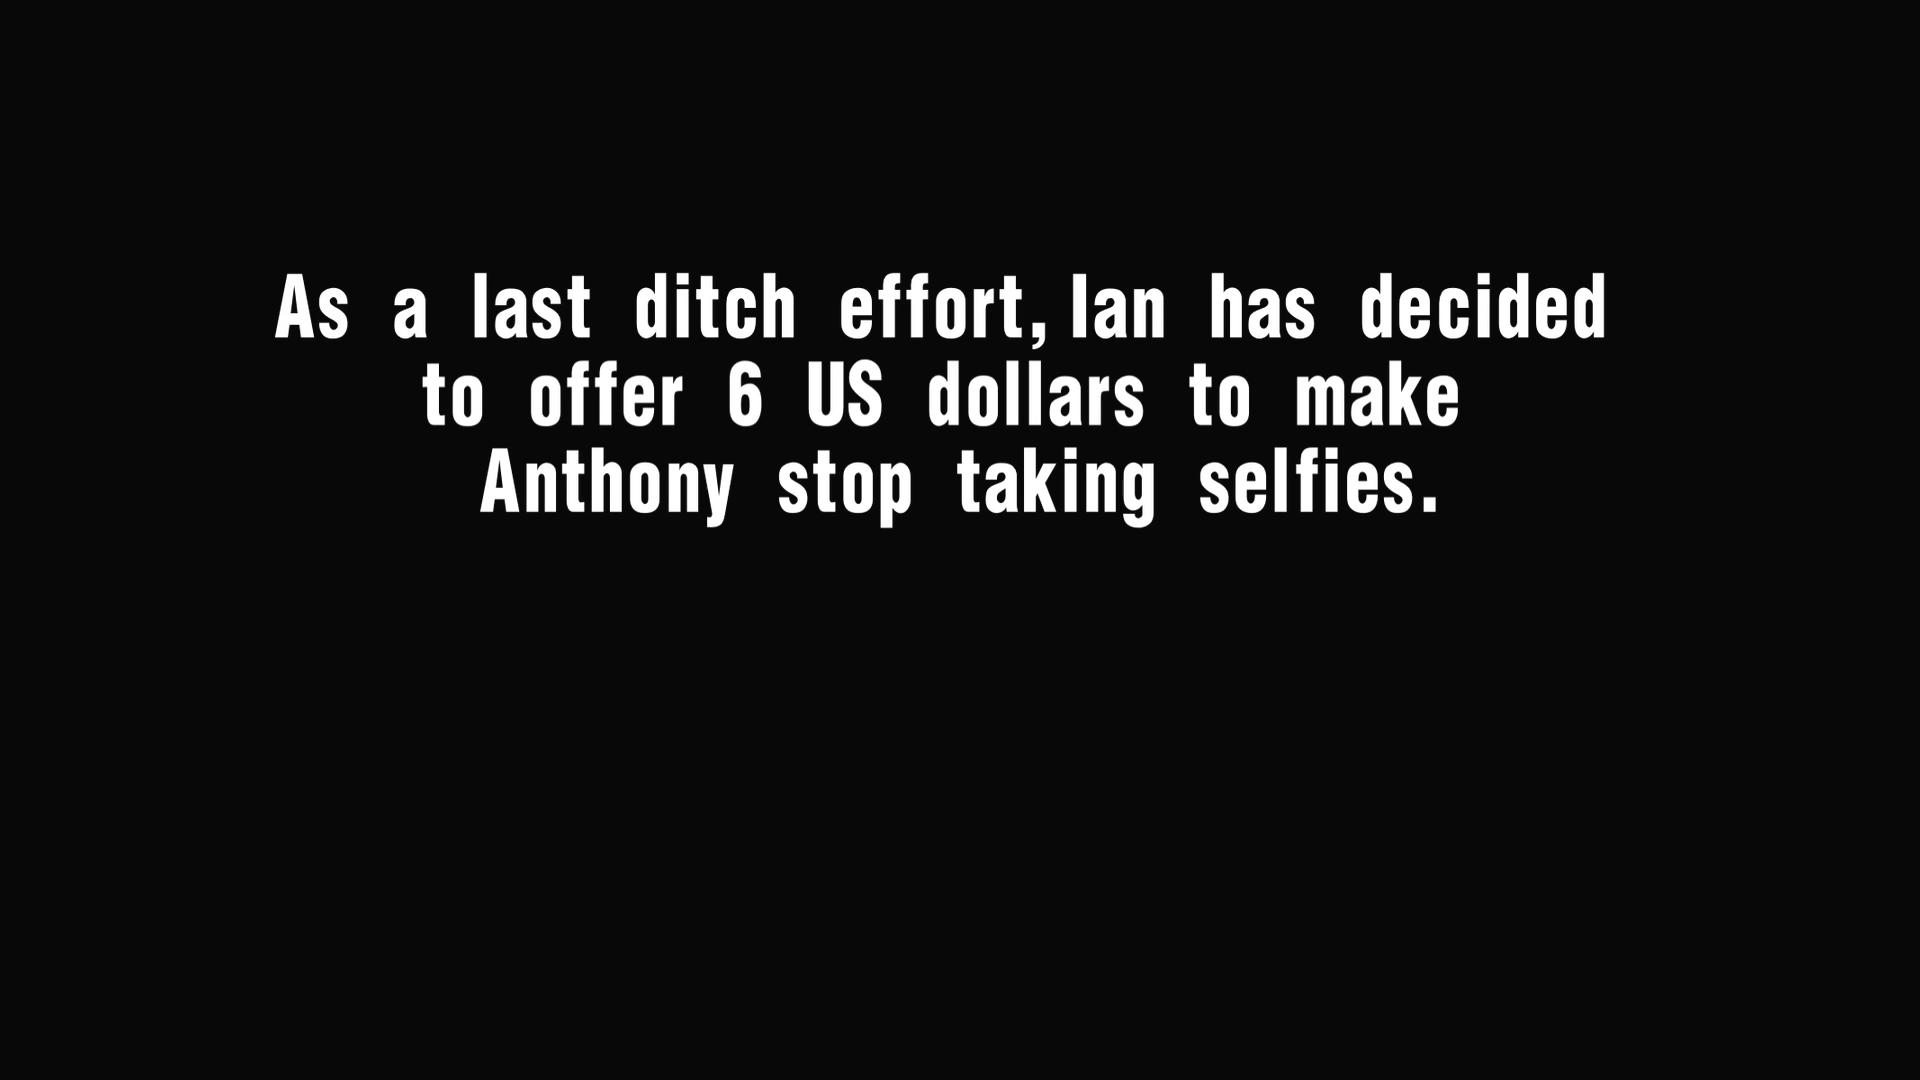 As a last ditch effort, Ian has decided
to offer 6 US dollars to make
Anthony stop taking selfies.